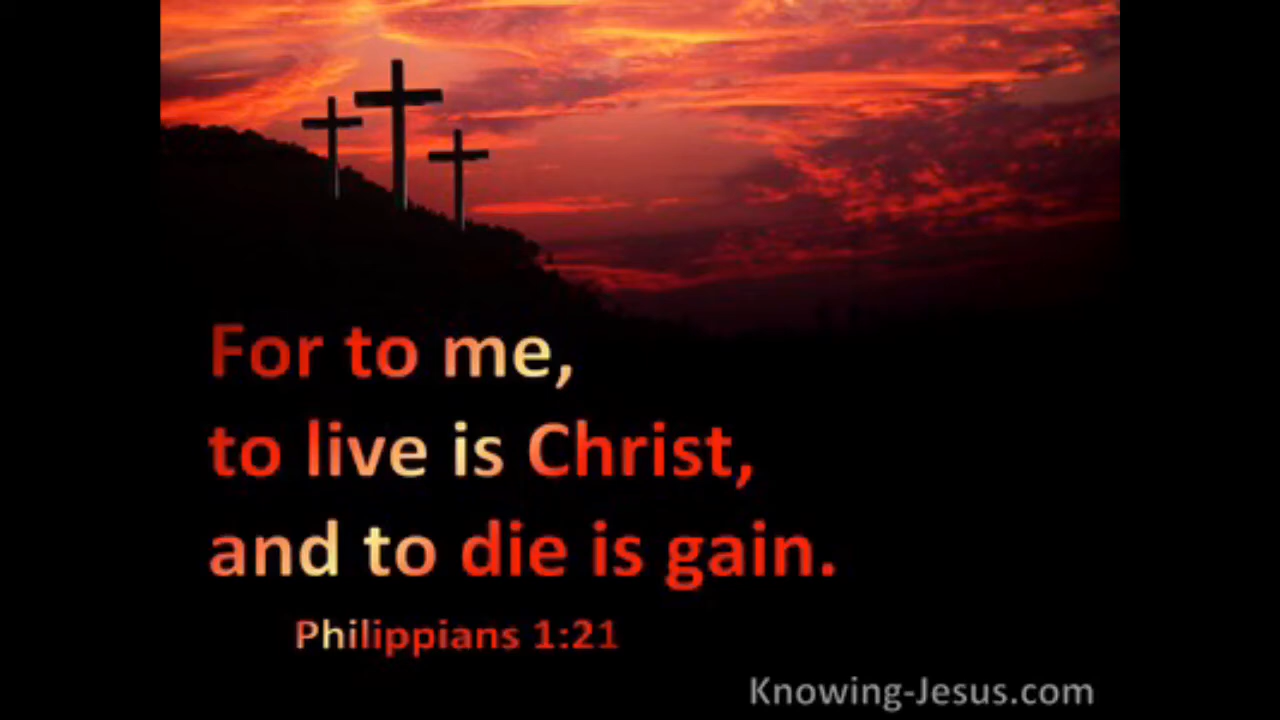 For to me,
to live is Christ,
and to die is gain.
Philippians 1:21
Knowing-Jesus.com